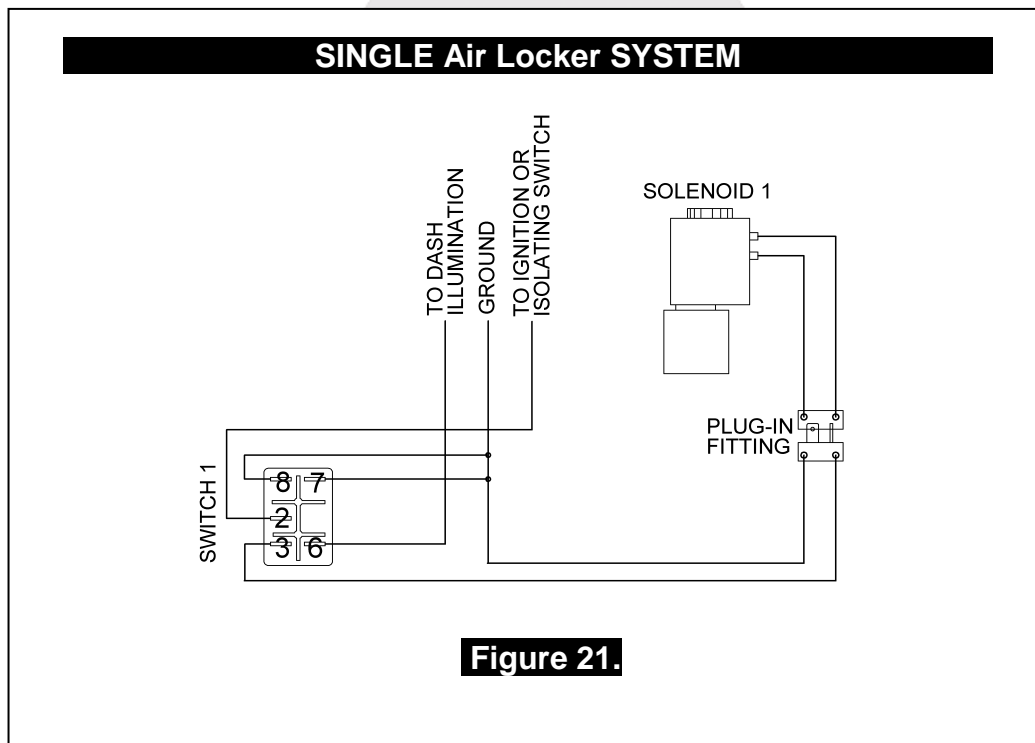 SINGLE Air Locker SYSTEM
TO DASH
ILLUMINATION
GROUND
TO IGNITION OR
ISOLATING SWITCH
SOLENOID 1
PLUG-IN
FITTING
SWITCH 1
8 7
2
3 6
Figure 21.